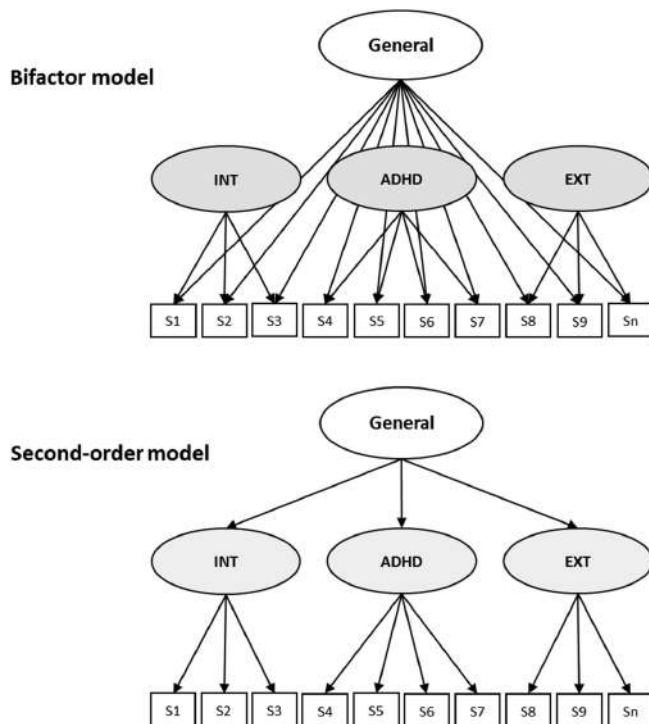 General
Bifactor model
INT ADHD EXT
S1 S2 S3 S4 S5 S6 S7 S8 S9 Sn
General
Second-order model
INT ADHD EXT
S1 S2 S3 S4 S5 S6 S7 S8 S9 Sn